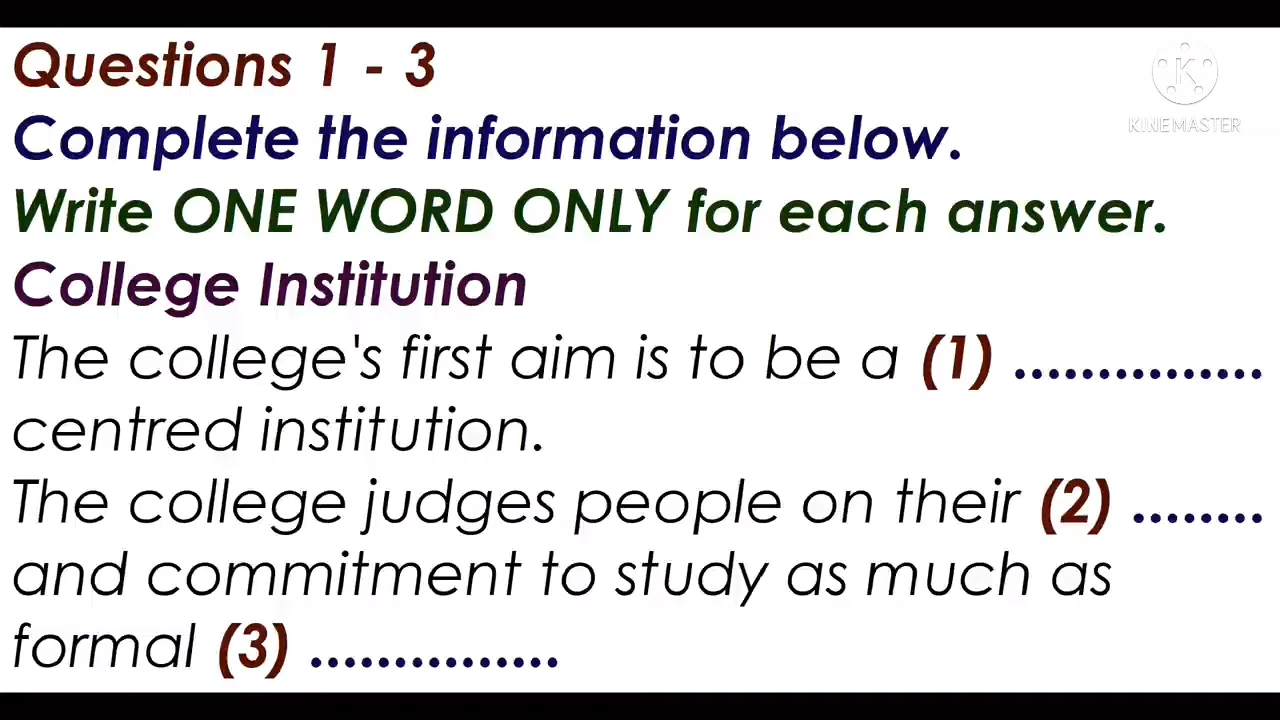 Questions 1 - 3
K
KINEMASTER
Complete the information below.
Write ONE WORD ONLY for each answer.
College Institution
The college's first aim is to be a (1) ...............
centred institution.
The college judges people on their (2) ........
and commitment to study as much as
formal (3) ...............